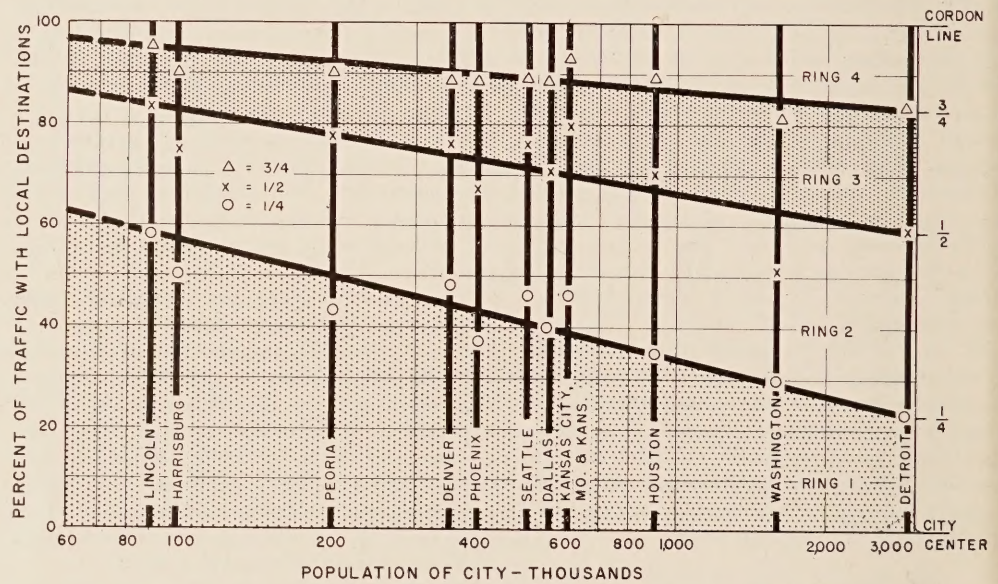 PERCENT OF TRAFFIC WITH LOCAL DESTINATIONS
100
80
60
40
20
0
CORDON
LINE
RING 4
3/4
RING 3
1/2
RING 2
1/4
RING 1
CITY
CENTER
△ = 3/4
x = 1/2
○ = 1/4
LINCOLN
HARRISBURG
PEORIA
DENVER
PHOENIX
SEATTLE
DALLAS
KANSAS CITY,
MO. & KANS.
HOUSTON
WASHINGTON
DETROIT
60 80 100 200 400 600 800 1,000 2,000 3,000
POPULATION OF CITY - THOUSANDS